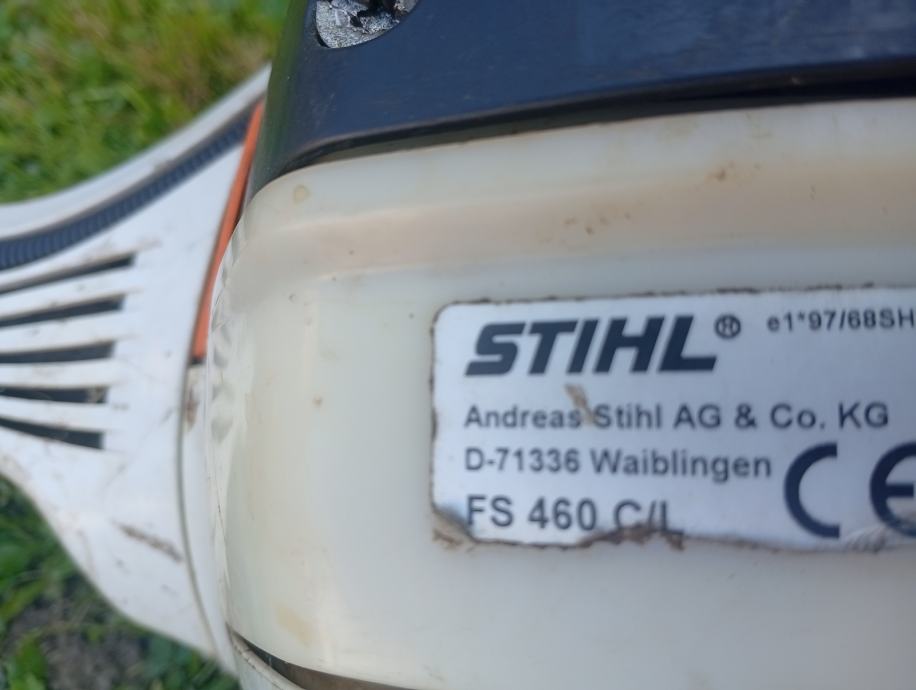 STIHL® e1*97/68SH
Andreas Stihl AG & Co. KG
D-71336 Waiblingen CE
FS 460 C/L